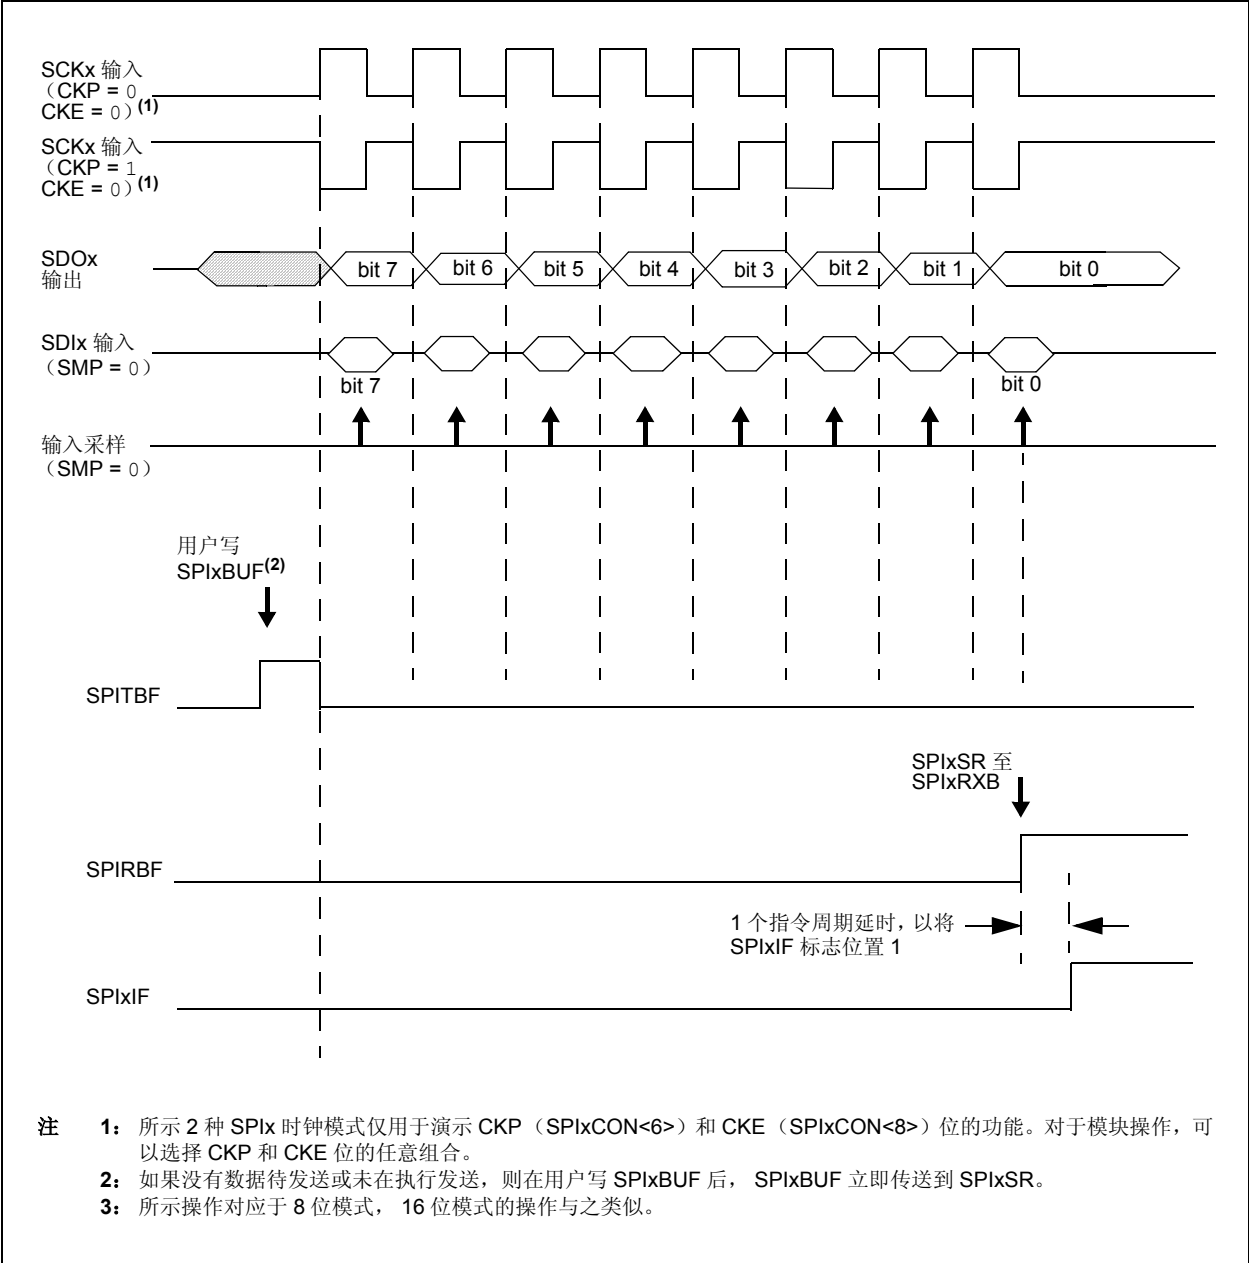 SCKx 输入
（CKP = 0
CKE = 0）(1)
SCKx 输入
（CKP = 1
CKE = 0）(1)
SDOx
输出
bit 7
bit 6
bit 5
bit 4
bit 3
bit 2
bit 1
bit 0
SDIx 输入
（SMP = 0）
bit 7
bit 0
输入采样
（SMP = 0）
用户写
SPIxBUF(2)
SPITBF
SPIxSR 至
SPIxRXB
SPIRBF
1 个指令周期延时，以将
SPIxIF 标志位置 1
SPIxIF
注 1： 所示 2 种 SPIx 时钟模式仅用于演示 CKP （SPIxCON<6>）和 CKE （SPIxCON<8>）位的功能。对于模块操作，可
以选择 CKP 和 CKE 位的任意组合。
2： 如果没有数据待发送或未在执行发送，则在用户写 SPIxBUF 后， SPIxBUF 立即传送到 SPIxSR。
3： 所示操作对应于 8 位模式， 16 位模式的操作与之类似。